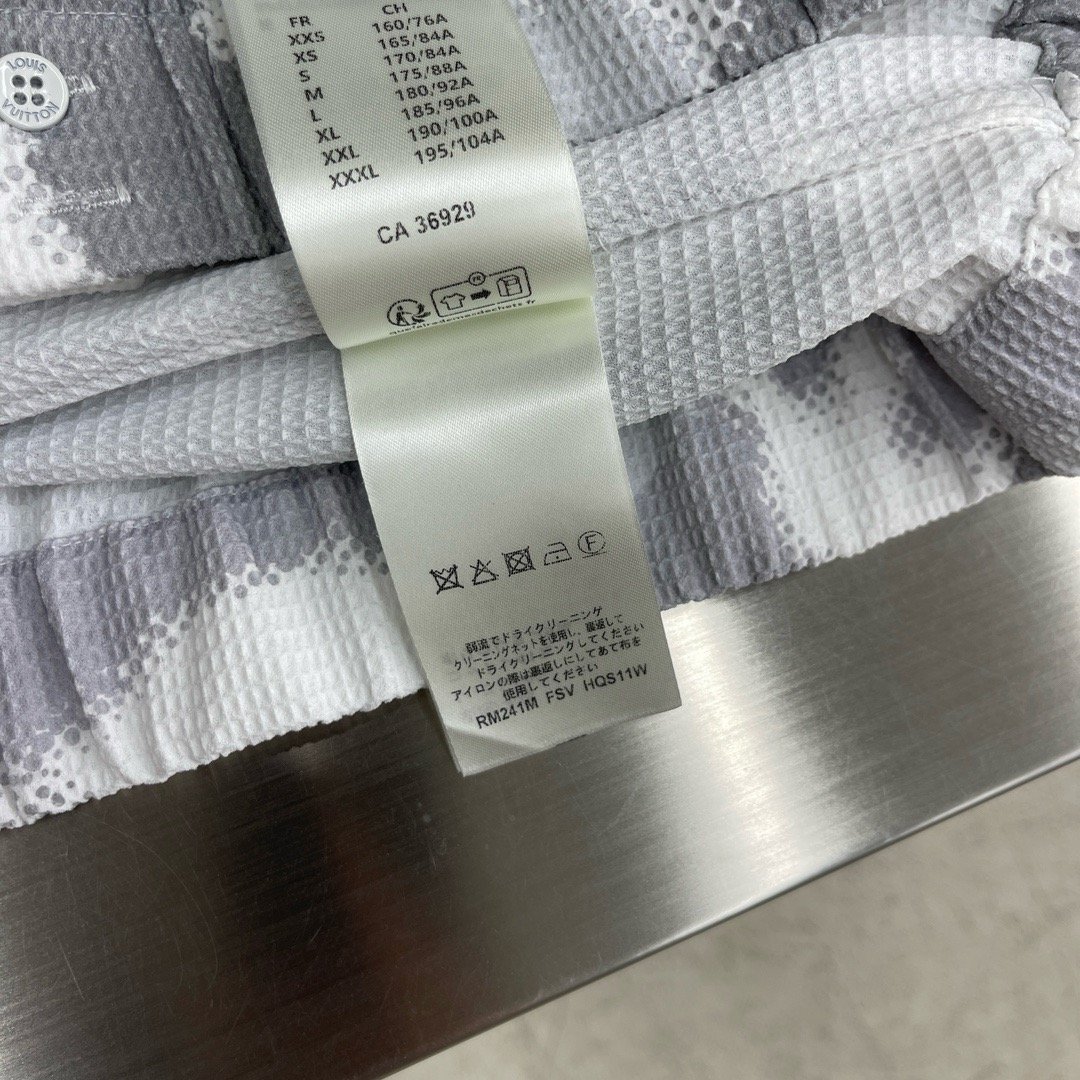 LOUIS
VUITTON
FR CH
XXS 160/76A
XS 165/84A
S 170/84A
M 175/88A
L 180/92A
XL 185/96A
XXL 190/100A
XXXL 195/104A
CA 36929
FR
quefairedemesdechets.fr
F
弱流でドライクリーニング
クリーニングネットを使用し、裏返して
ドライクリーニングしてください
アイロンの際は裏返しにしてあて布を
使用してください
RM241M FSV HQS11W